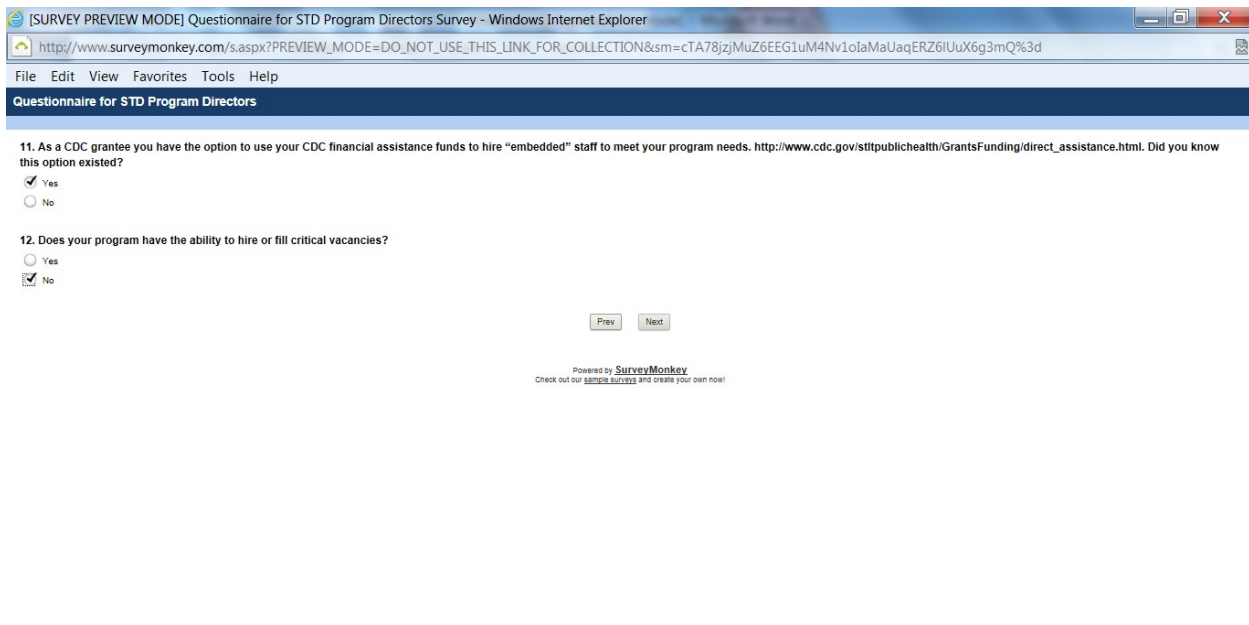 [SURVEY PREVIEW MODE] Questionnaire for STD Program Directors Survey - Windows Internet Explorer
http://www.surveymonkey.com/s.aspx?PREVIEW_MODE=DO_NOT_USE_THIS_LINK_FOR_COLLECTION&sm=cTA78jzjMuZ6EEG1uM4Nv1oIaMaUaqERZ6lUuX6g3mQ%3d
File Edit View Favorites Tools Help
Questionnaire for STD Program Directors
11. As a CDC grantee you have the option to use your CDC financial assistance funds to hire “embedded” staff to meet your program needs. http://www.cdc.gov/stltpublichealth/GrantsFunding/direct_assistance.html. Did you know
this option existed?
Yes
No
12. Does your program have the ability to hire or fill critical vacancies?
Yes
No
Prev Next
Powered by SurveyMonkey
Check out our sample surveys and create your own now!